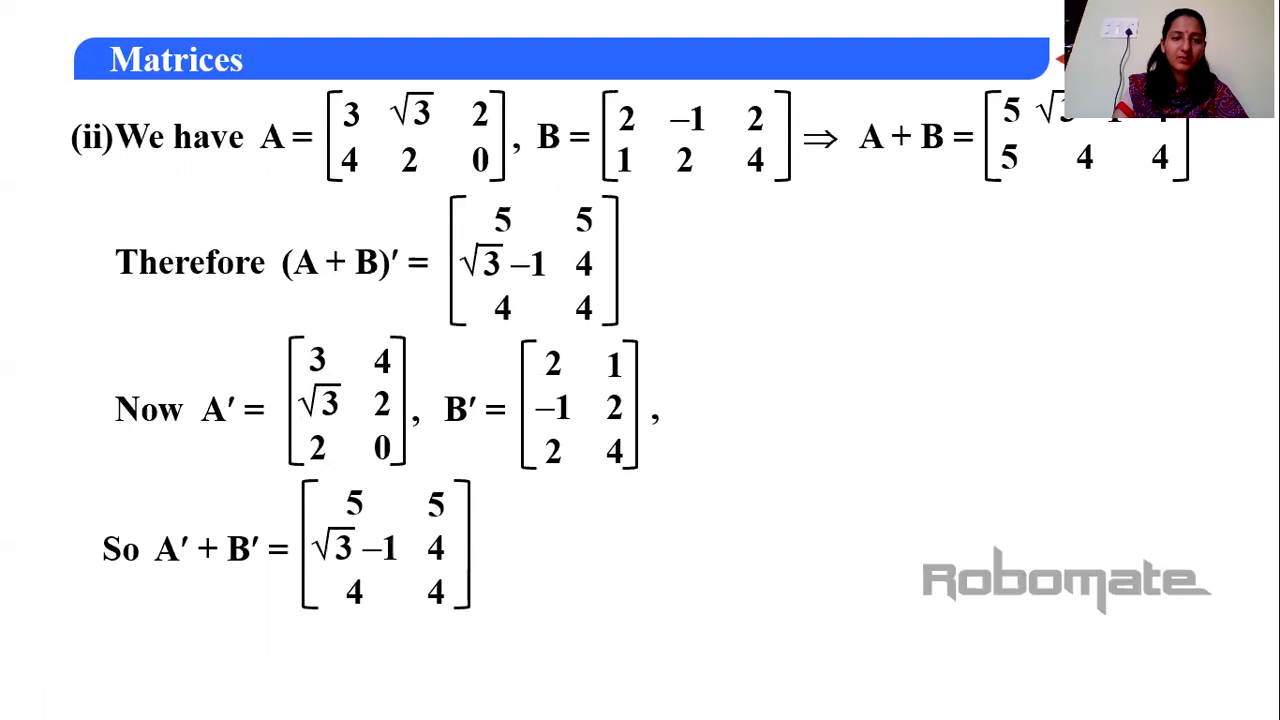 Matrices
(ii) We have A = [3 √3 2; 4 2 0], B = [2 –1 2; 1 2 4] ⇒ A + B = [5 √3 ; 5 4 4]
Therefore (A + B)′ = [5 5; √3 –1 4; 4 4]
Now A′ = [3 4; √3 2; 2 0], B′ = [2 1; –1 2; 2 4],
So A′ + B′ = [5 5; √3 –1 4; 4 4]
Robomate